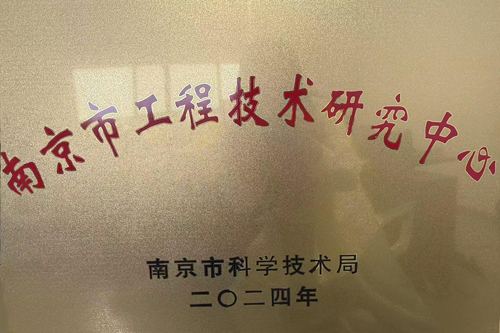 南京市工程技术研究中心
南京市科学技术局
二〇二四年